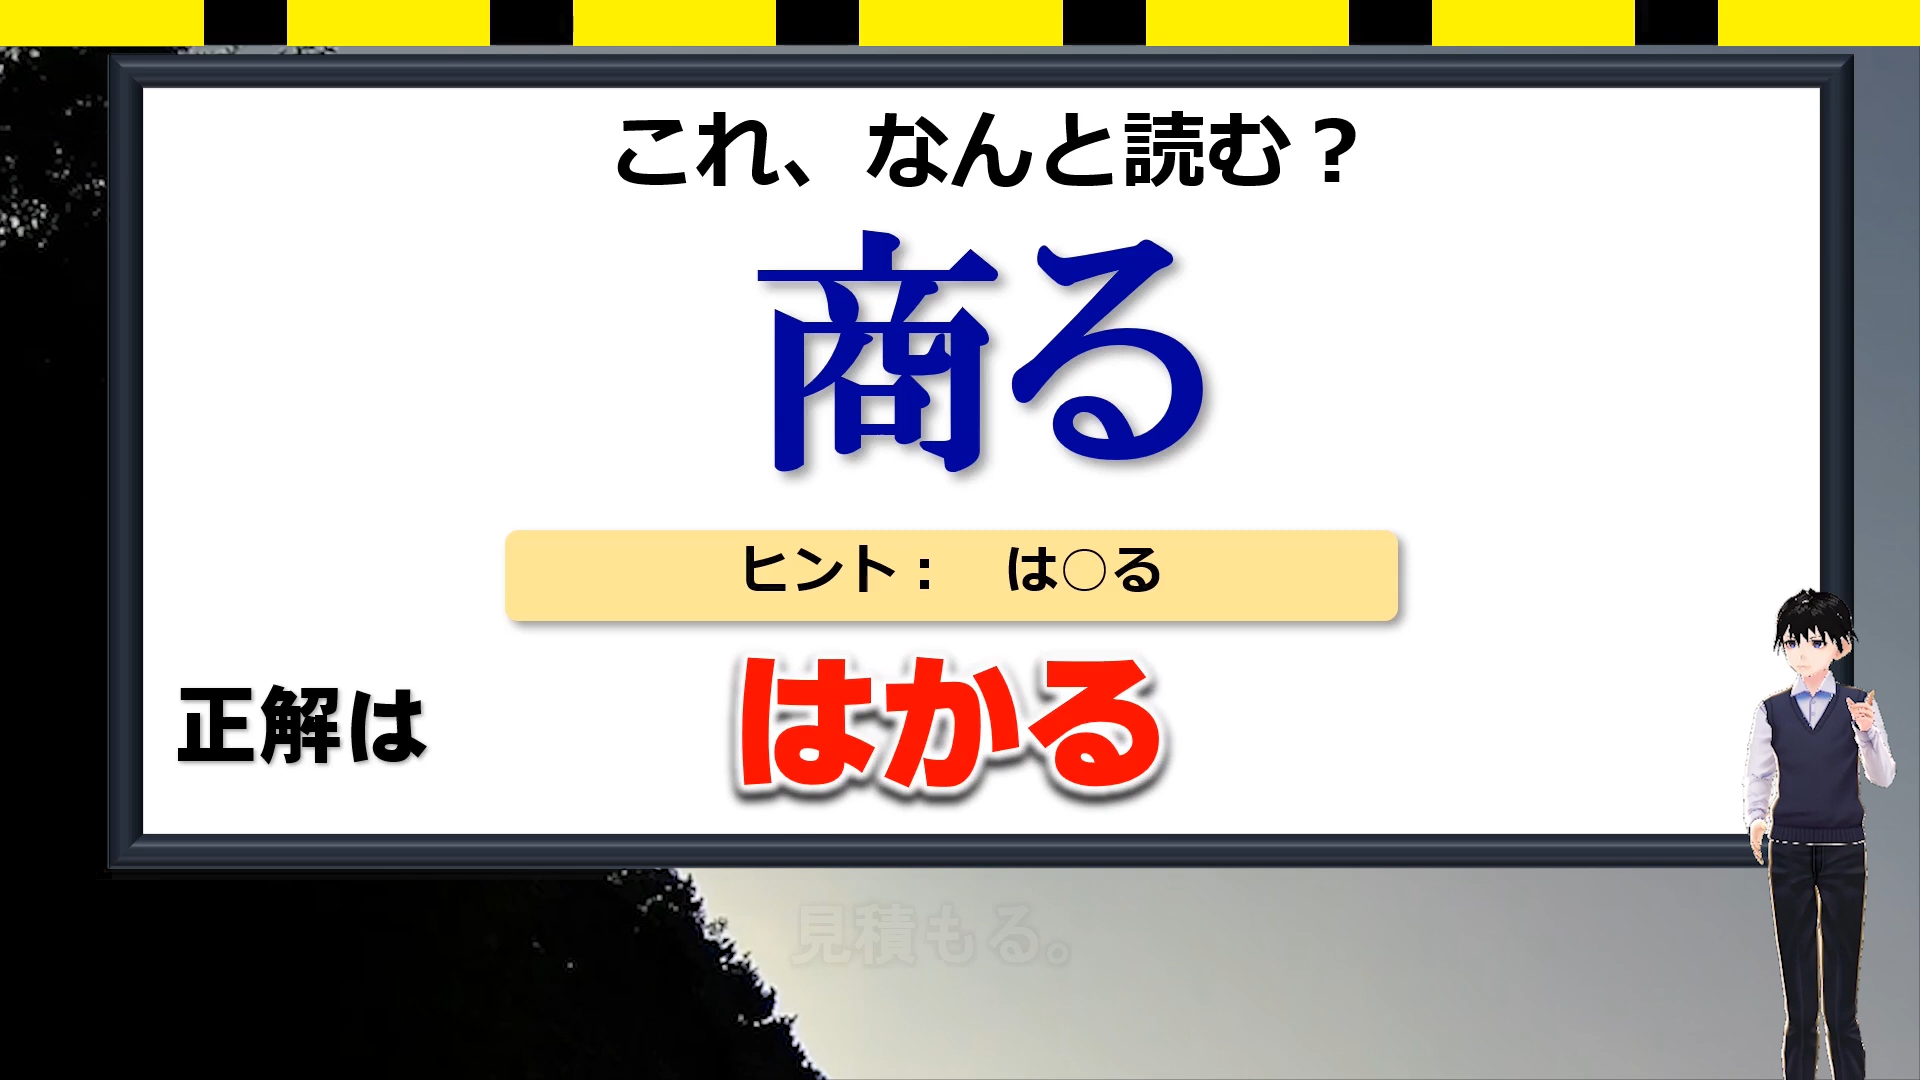 これ、なんと読む？
商る
ヒント：　は○る
正解は
はかる
見積もる。